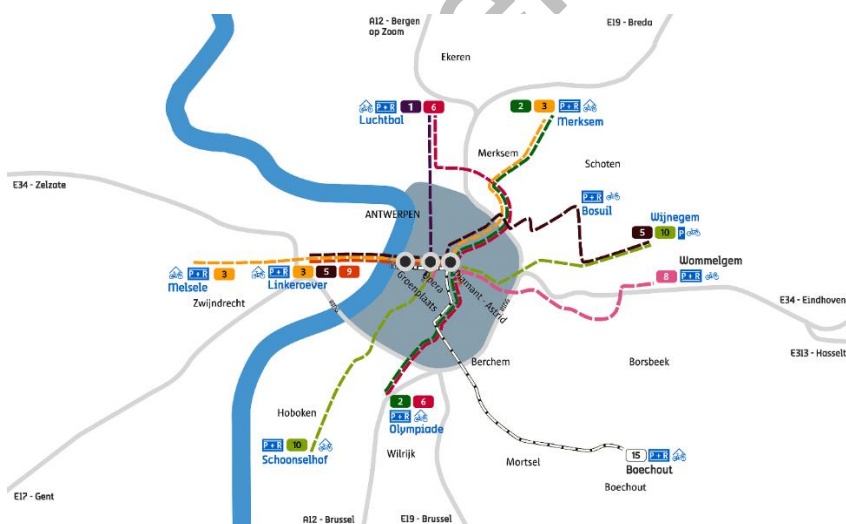 A12 - Bergen
op Zoom
E19 - Breda
Ekeren
P+R 1 6
Luchtbal
2 3 P+R
Merksem
Merksem
Schoten
E34 - Zelzate
P+R
Bosuil
ANTWERPEN
Wijnegem
5 10 P
Wommelgem
8 P+R
P+R 3
Melsele
P+R 3 5 9
Linkeroever
Opera
Groenplaats
Diamant - Astrid
Zwijndrecht
E34 - Eindhoven
E313 - Hasselt
Berchem
Borsbeek
2 6
P+R
Olympiade
Hoboken
P+R 10
Schoonselhof
Wilrijk
Mortsel
15 P+R
Boechout
Boechout
E17 - Gent
A12 - Brussel
E19 - Brussel